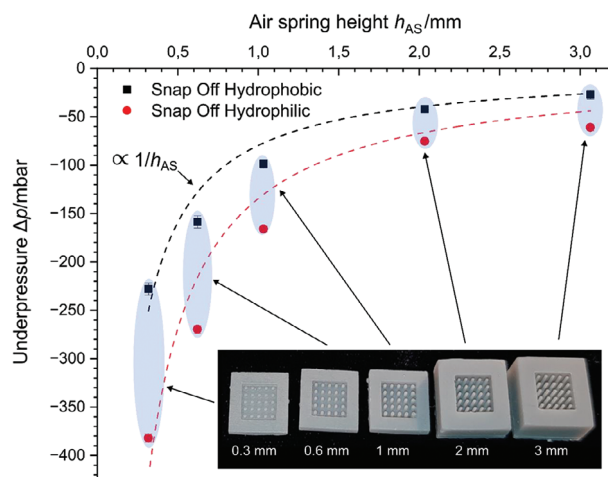 Air spring height hAS/mm
0,0 0,5 1,0 1,5 2,0 2,5 3,0
0
−50
−100
−150
−200
−250
−300
−350
−400
Underpressure Δp/mbar
Snap Off Hydrophobic
Snap Off Hydrophilic
∝ 1/hAS
0.3 mm 0.6 mm 1 mm 2 mm 3 mm